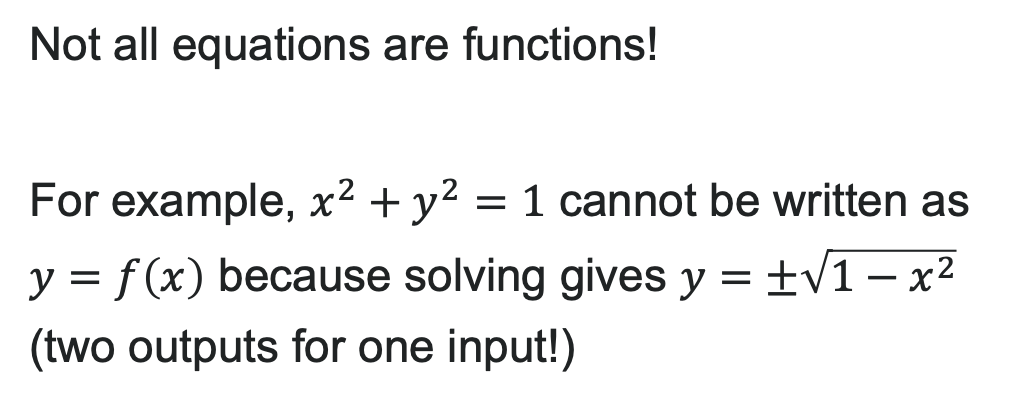 Not all equations are functions!
For example, x² + y² = 1 cannot be written as
y = f(x) because solving gives y = ±√(1 − x²)
(two outputs for one input!)